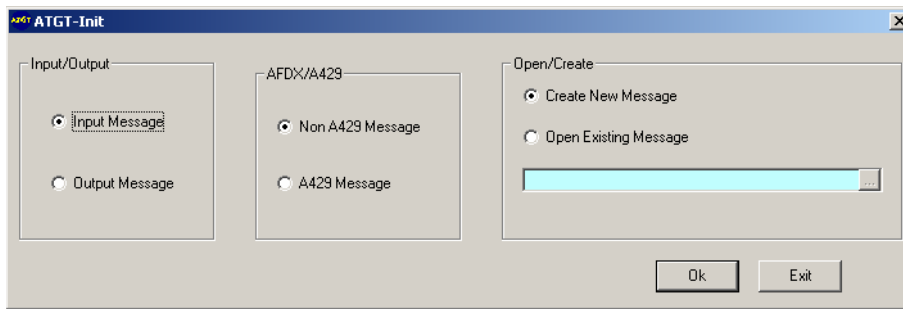 ATGT ATGT-Init
Input/Output
Input Message
Output Message
AFDX/A429
Non A429 Message
A429 Message
Open/Create
Create New Message
Open Existing Message
...
Ok
Exit